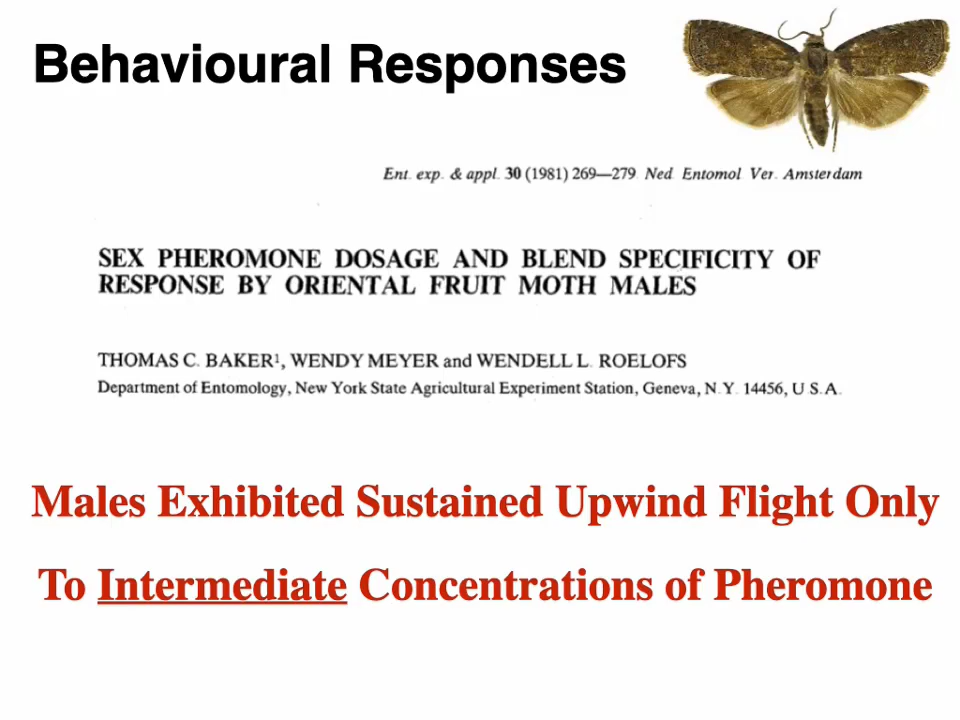 Behavioural Responses
Ent. exp. & appl. 30 (1981) 269—279 Ned. Entomol. Ver. Amsterdam
SEX PHEROMONE DOSAGE AND BLEND SPECIFICITY OF
RESPONSE BY ORIENTAL FRUIT MOTH MALES
THOMAS C. BAKER¹, WENDY MEYER and WENDELL L. ROELOFS
Department of Entomology, New York State Agricultural Experiment Station, Geneva, N.Y. 14456, U.S.A.
Males Exhibited Sustained Upwind Flight Only
To Intermediate Concentrations of Pheromone